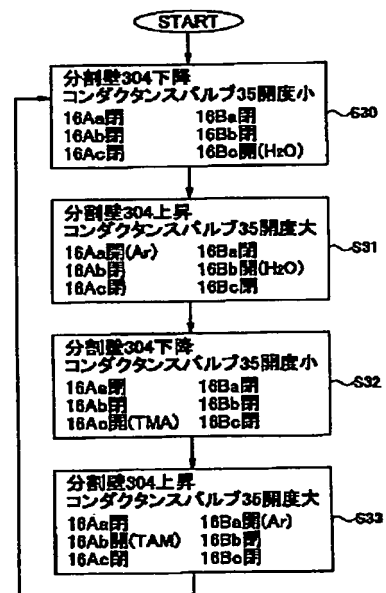 START
分割壁304下降
コンダクタンスバルブ35開度小
16Aa閉 16Ba閉
16Ab閉 16Bb閉
16Ac閉 16Bc開(H₂O)
S30
分割壁304上昇
コンダクタンスバルブ35開度大
16Aa開(Ar) 16Ba閉
16Ab閉 16Bb開(H₂O)
16Ac閉 16Bc閉
S31
分割壁304下降
コンダクタンスバルブ35開度小
16Aa閉 16Ba閉
16Ab閉 16Bb閉
16Ac開(TMA) 16Bc閉
S32
分割壁304上昇
コンダクタンスバルブ35開度大
16Aa閉 16Ba開(Ar)
16Ab開(TAM) 16Bb閉
16Ac閉 16Bc閉
S33